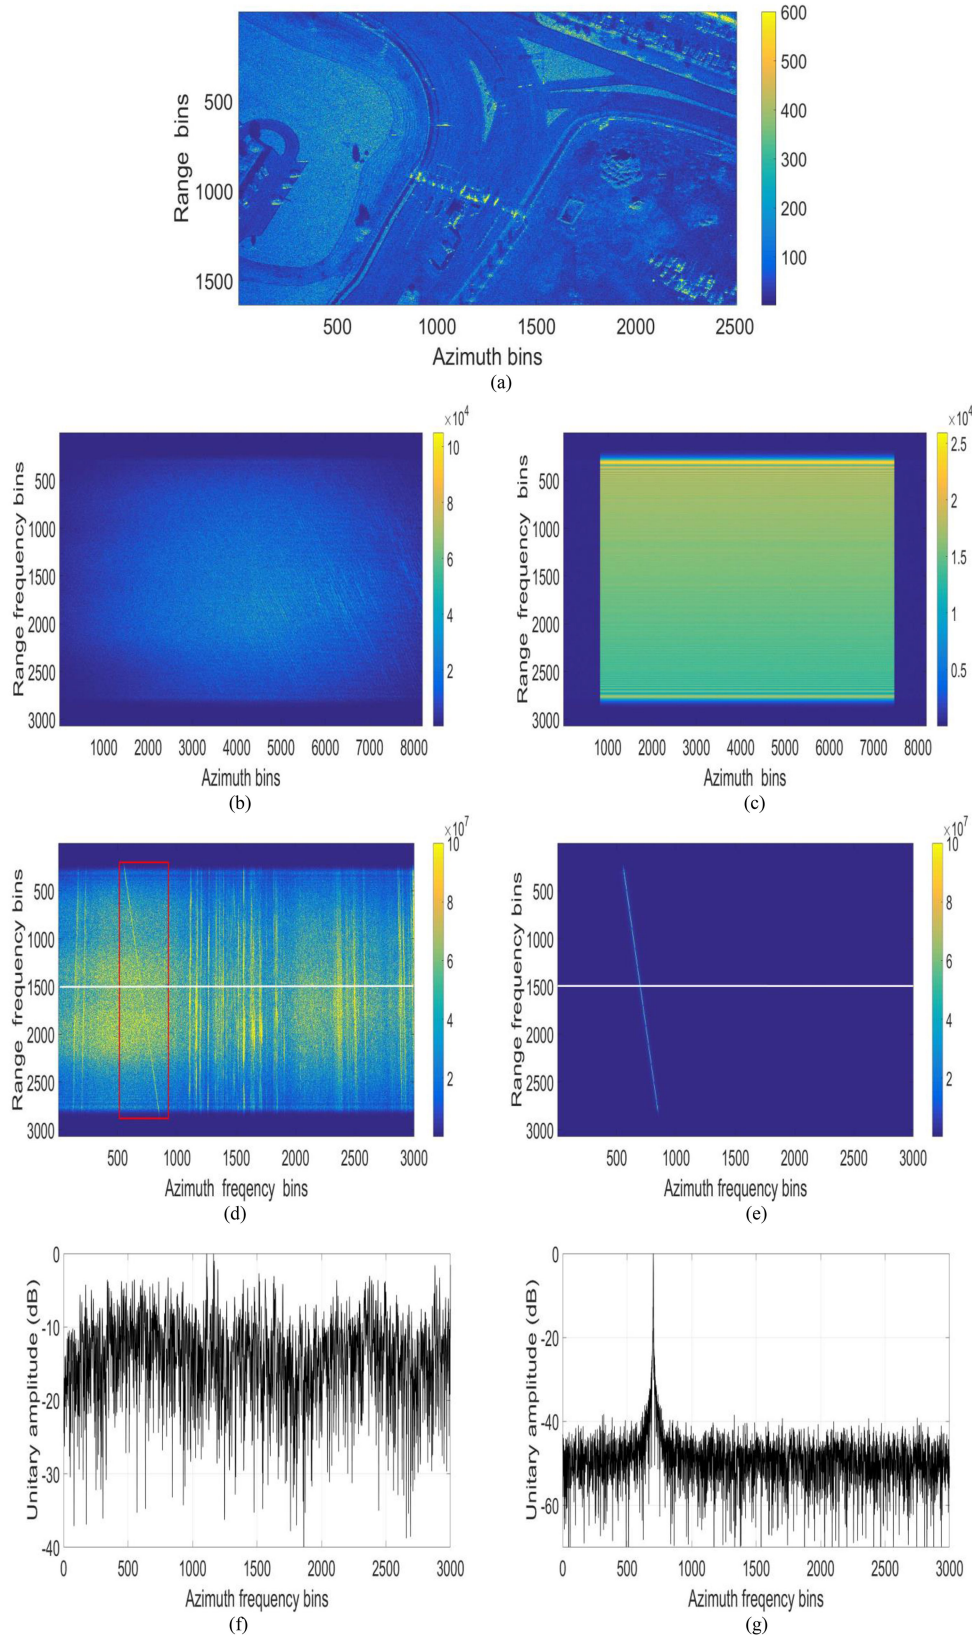 600
500
400
300
200
100
500
1000
1500
Range bins
500 1000 1500 2000 2500
Azimuth bins
(a)
×10⁴
10
8
6
4
2
500
1000
1500
2000
2500
3000
Range frequency bins
1000 2000 3000 4000 5000 6000 7000 8000
Azimuth bins
(b)
×10⁴
2.5
2
1.5
1
0.5
500
1000
1500
2000
2500
3000
Range frequency bins
1000 2000 3000 4000 5000 6000 7000 8000
Azimuth bins
(c)
×10⁷
10
8
6
4
2
500
1000
1500
2000
2500
3000
Range frequency bins
500 1000 1500 2000 2500 3000
Azimuth freqency bins
(d)
×10⁷
10
8
6
4
2
500
1000
1500
2000
2500
3000
Range frequency bins
500 1000 1500 2000 2500 3000
Azimuth frequency bins
(e)
0
-10
-20
-30
-40
Unitary amplitude (dB)
0 500 1000 1500 2000 2500 3000
Azimuth frequency bins
(f)
0
-20
-40
-60
Unitary amplitude (dB)
0 500 1000 1500 2000 2500 3000
Azimuth frequency bins
(g)